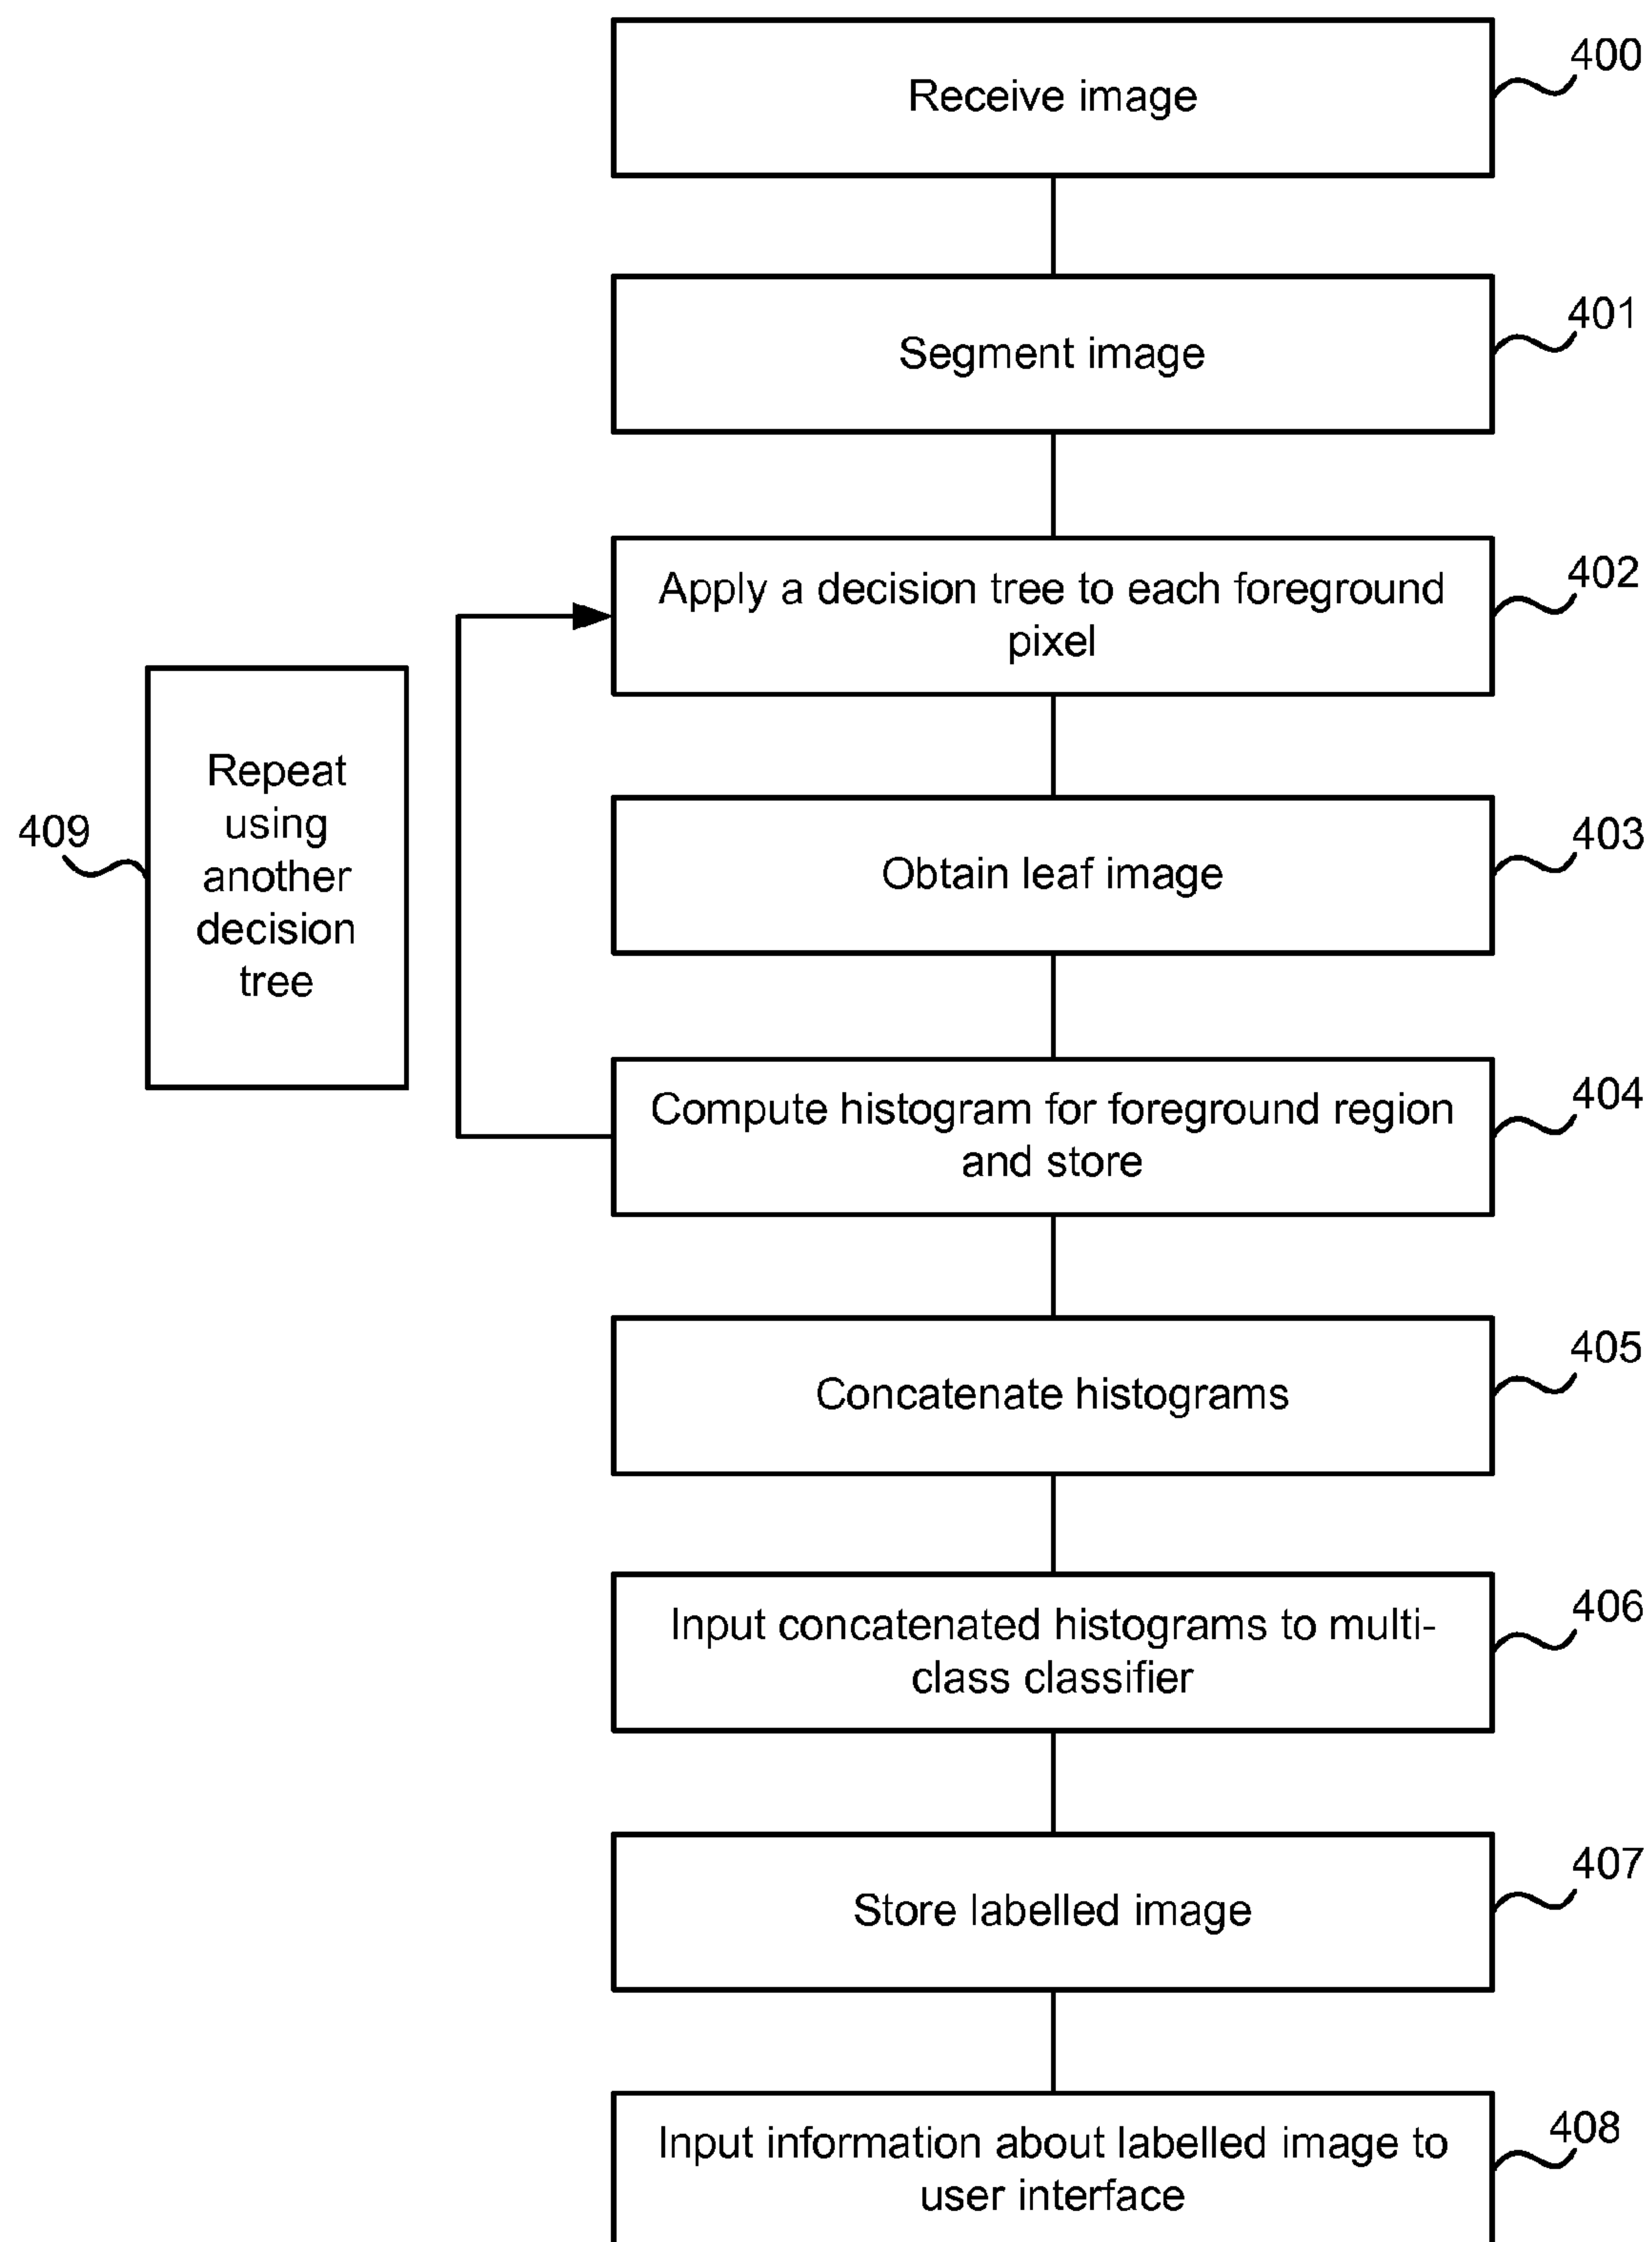 Receive image
400
Segment image
401
Apply a decision tree to each foreground
pixel
402
Repeat
using
another
decision
tree
409
Obtain leaf image
403
Compute histogram for foreground region
and store
404
Concatenate histograms
405
Input concatenated histograms to multi-
class classifier
406
Store labelled image
407
Input information about labelled image to
user interface
408